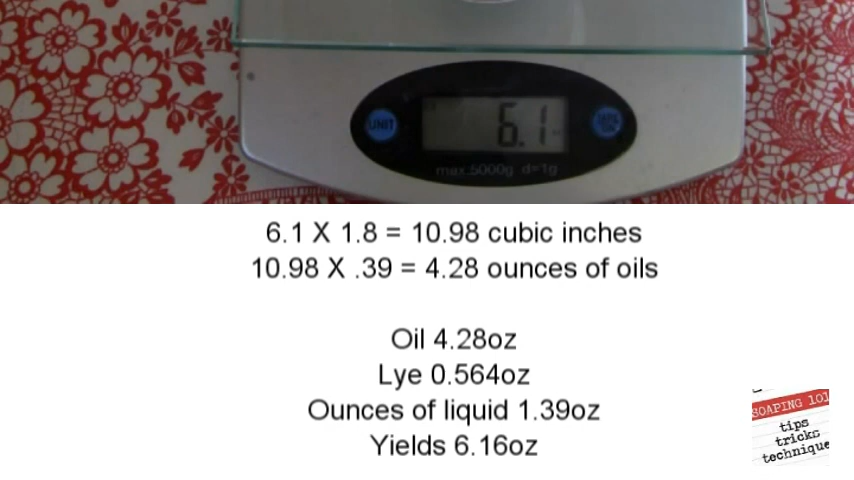 UNIT
6.1
max.5000g d=1g
6.1 X 1.8 = 10.98 cubic inches
10.98 X .39 = 4.28 ounces of oils
Oil 4.28oz
Lye 0.564oz
Ounces of liquid 1.39oz
Yields 6.16oz
SOAPING 101
tips
tricks
technique